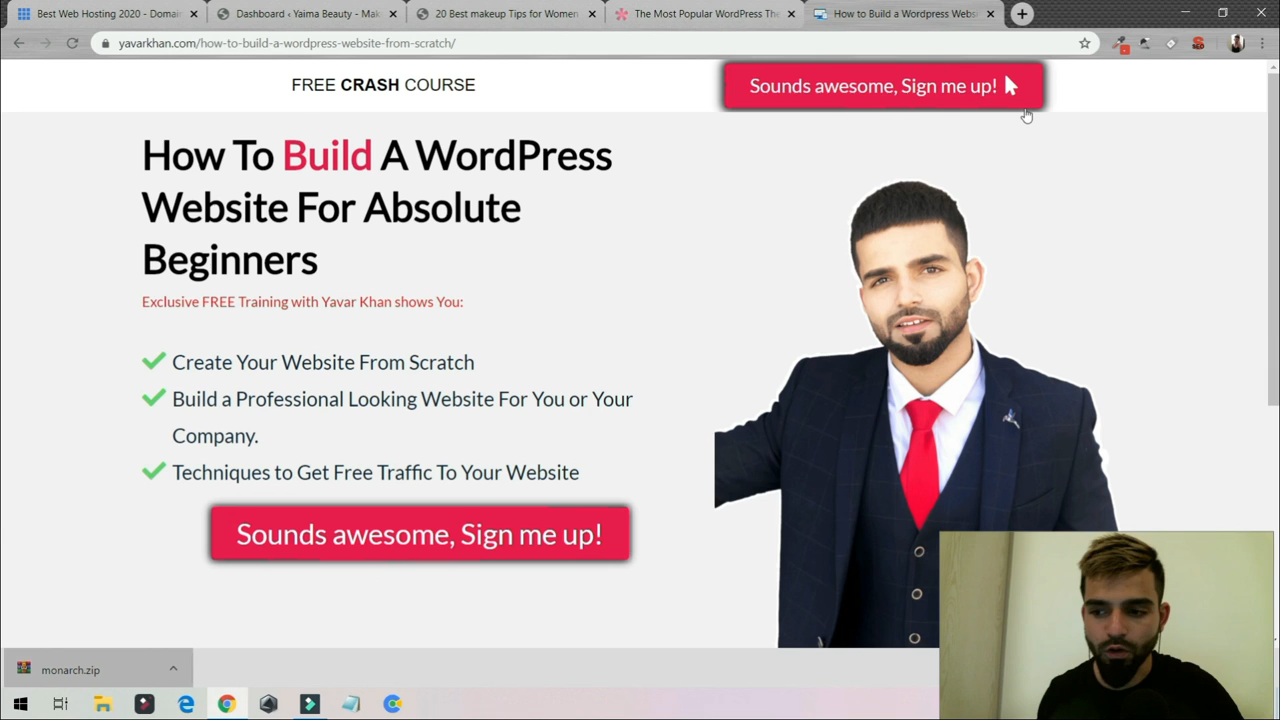 Best Web Hosting 2020 - Domain
Dashboard ‹ Yaima Beauty - Mak
20 Best makeup Tips for Women
The Most Popular WordPress The
How to Build a Wordpress Websi
yavarkhan.com/how-to-build-a-wordpress-website-from-scratch/
SEO
FREE CRASH COURSE
Sounds awesome, Sign me up!
How To Build A WordPress
Website For Absolute
Beginners
Exclusive FREE Training with Yavar Khan shows You:
Create Your Website From Scratch
Build a Professional Looking Website For You or Your
Company.
Techniques to Get Free Traffic To Your Website
Sounds awesome, Sign me up!
monarch.zip